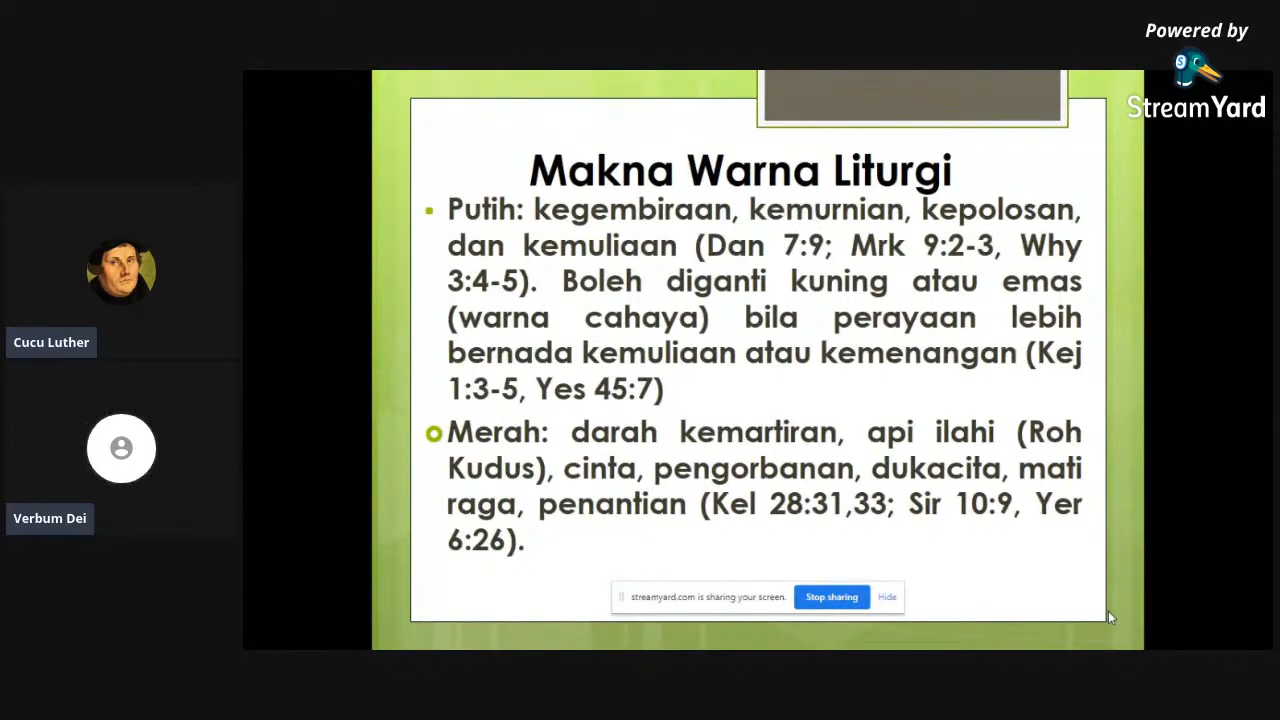 Powered by
StreamYard
Makna Warna Liturgi
Putih: kegembiraan, kemurnian, kepolosan,
dan kemuliaan (Dan 7:9; Mrk 9:2-3, Why
3:4-5). Boleh diganti kuning atau emas
(warna cahaya) bila perayaan lebih
bernada kemuliaan atau kemenangan (Kej
1:3-5, Yes 45:7)
Merah: darah kemartiran, api ilahi (Roh
Kudus), cinta, pengorbanan, dukacita, mati
raga, penantian (Kel 28:31,33; Sir 10:9, Yer
6:26).
streamyard.com is sharing your screen. Stop sharing Hide
Cucu Luther
Verbum Dei